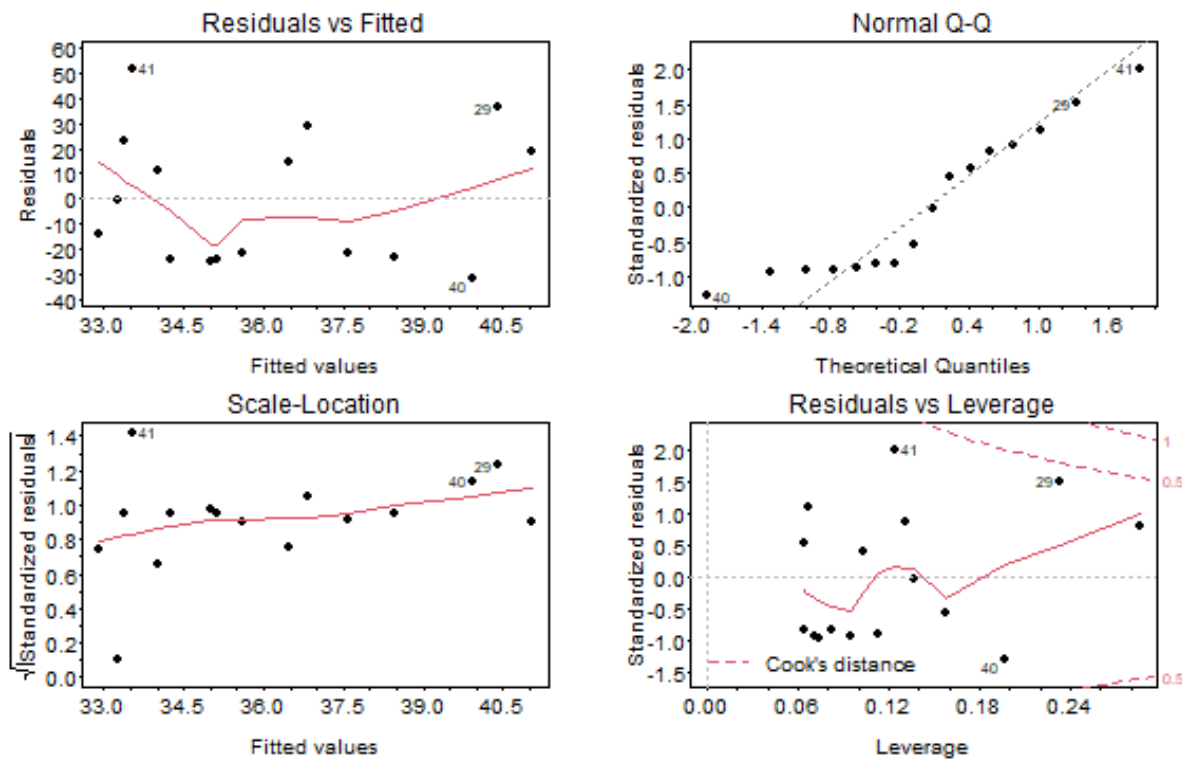 Residuals vs Fitted
Residuals
60
50
40
30
20
10
0
-10
-20
-30
-40
41
29
40
33.0 34.5 36.0 37.5 39.0 40.5
Fitted values
Normal Q-Q
Standardized residuals
2.0
1.5
1.0
0.5
0.0
-0.5
-1.0
41
29
40
-2.0 -1.4 -0.8 -0.2 0.4 1.0 1.6
Theoretical Quantiles
Scale-Location
√|Standardized residuals|
1.4
1.2
1.0
0.8
0.6
0.4
0.2
0.0
41
29
40
33.0 34.5 36.0 37.5 39.0 40.5
Fitted values
Residuals vs Leverage
Standardized residuals
2.0
1.5
1.0
0.5
0.0
-0.5
-1.0
-1.5
41
29
40
1
0.5
0.5
Cook's distance
0.00 0.06 0.12 0.18 0.24
Leverage